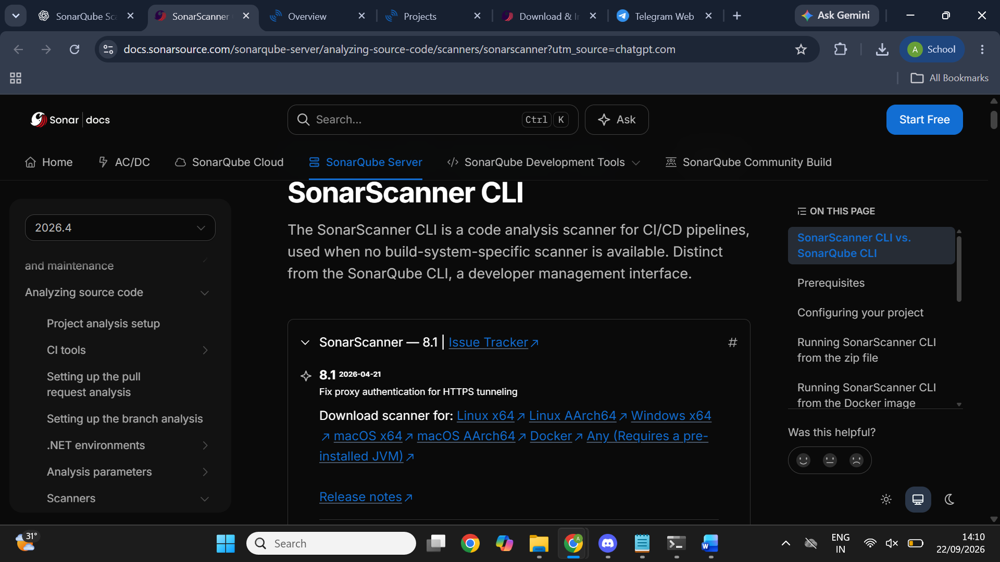 SonarQube Sca
SonarScanner
Overview
Projects
Download & In
Telegram Web
Ask Gemini
docs.sonarsource.com/sonarqube-server/analyzing-source-code/scanners/sonarscanner?utm_source=chatgpt.com
A School
All Bookmarks
Sonar docs
Search...
Ctrl K
Ask
Start Free
Home
AC/DC
SonarQube Cloud
SonarQube Server
SonarQube Development Tools
SonarQube Community Build
2026.4
and maintenance
Analyzing source code
Project analysis setup
CI tools
Setting up the pull
request analysis
Setting up the branch analysis
.NET environments
Analysis parameters
Scanners
SonarScanner CLI
The SonarScanner CLI is a code analysis scanner for CI/CD pipelines,
used when no build-system-specific scanner is available. Distinct
from the SonarQube CLI, a developer management interface.
SonarScanner — 8.1 | Issue Tracker
#
8.1 2026-04-21
Fix proxy authentication for HTTPS tunneling
Download scanner for: Linux x64 Linux AArch64 Windows x64
macOS x64 macOS AArch64 Docker Any (Requires a pre-
installed JVM)
Release notes
ON THIS PAGE
SonarScanner CLI vs.
SonarQube CLI
Prerequisites
Configuring your project
Running SonarScanner CLI
from the zip file
Running SonarScanner CLI
from the Docker image
Was this helpful?
31°
Search
A
W
ENG
IN
14:10
22/09/2026